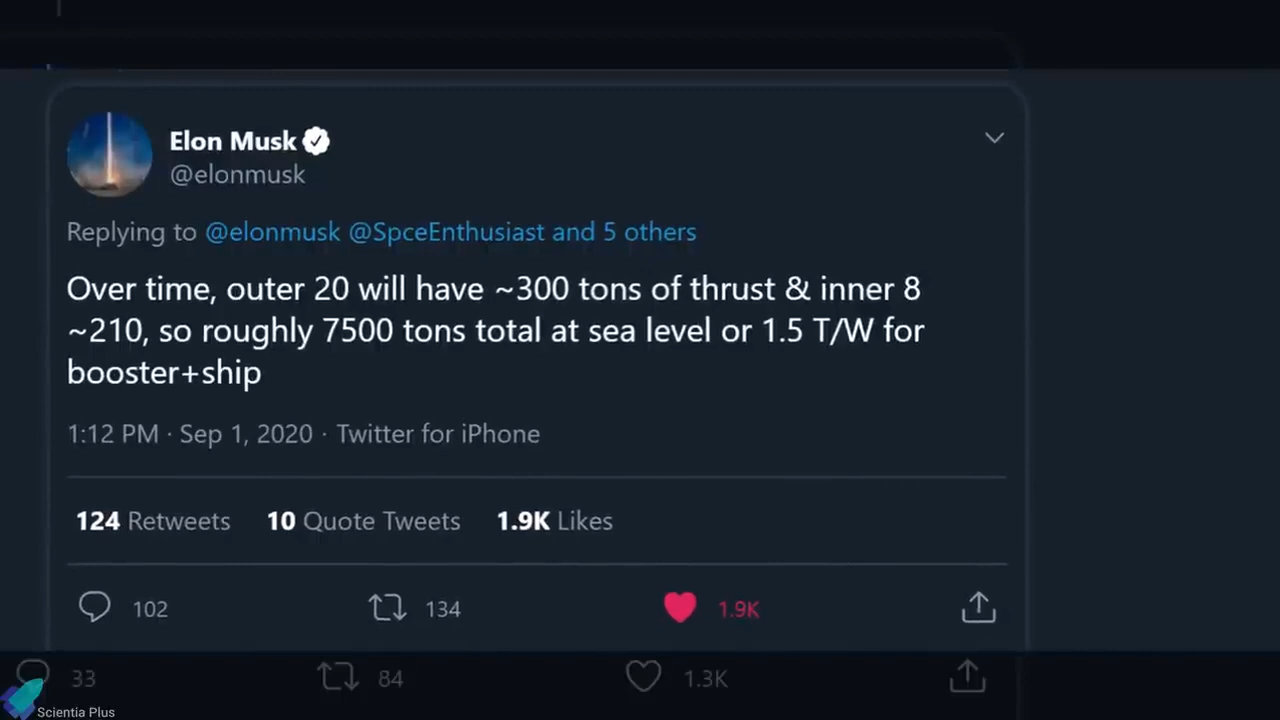 Elon Musk
@elonmusk
Replying to @elonmusk @SpceEnthusiast and 5 others
Over time, outer 20 will have ~300 tons of thrust & inner 8
~210, so roughly 7500 tons total at sea level or 1.5 T/W for
booster+ship
1:12 PM · Sep 1, 2020 · Twitter for iPhone
124 Retweets 10 Quote Tweets 1.9K Likes
102 134 1.9K
33 84 1.3K
Scientia Plus